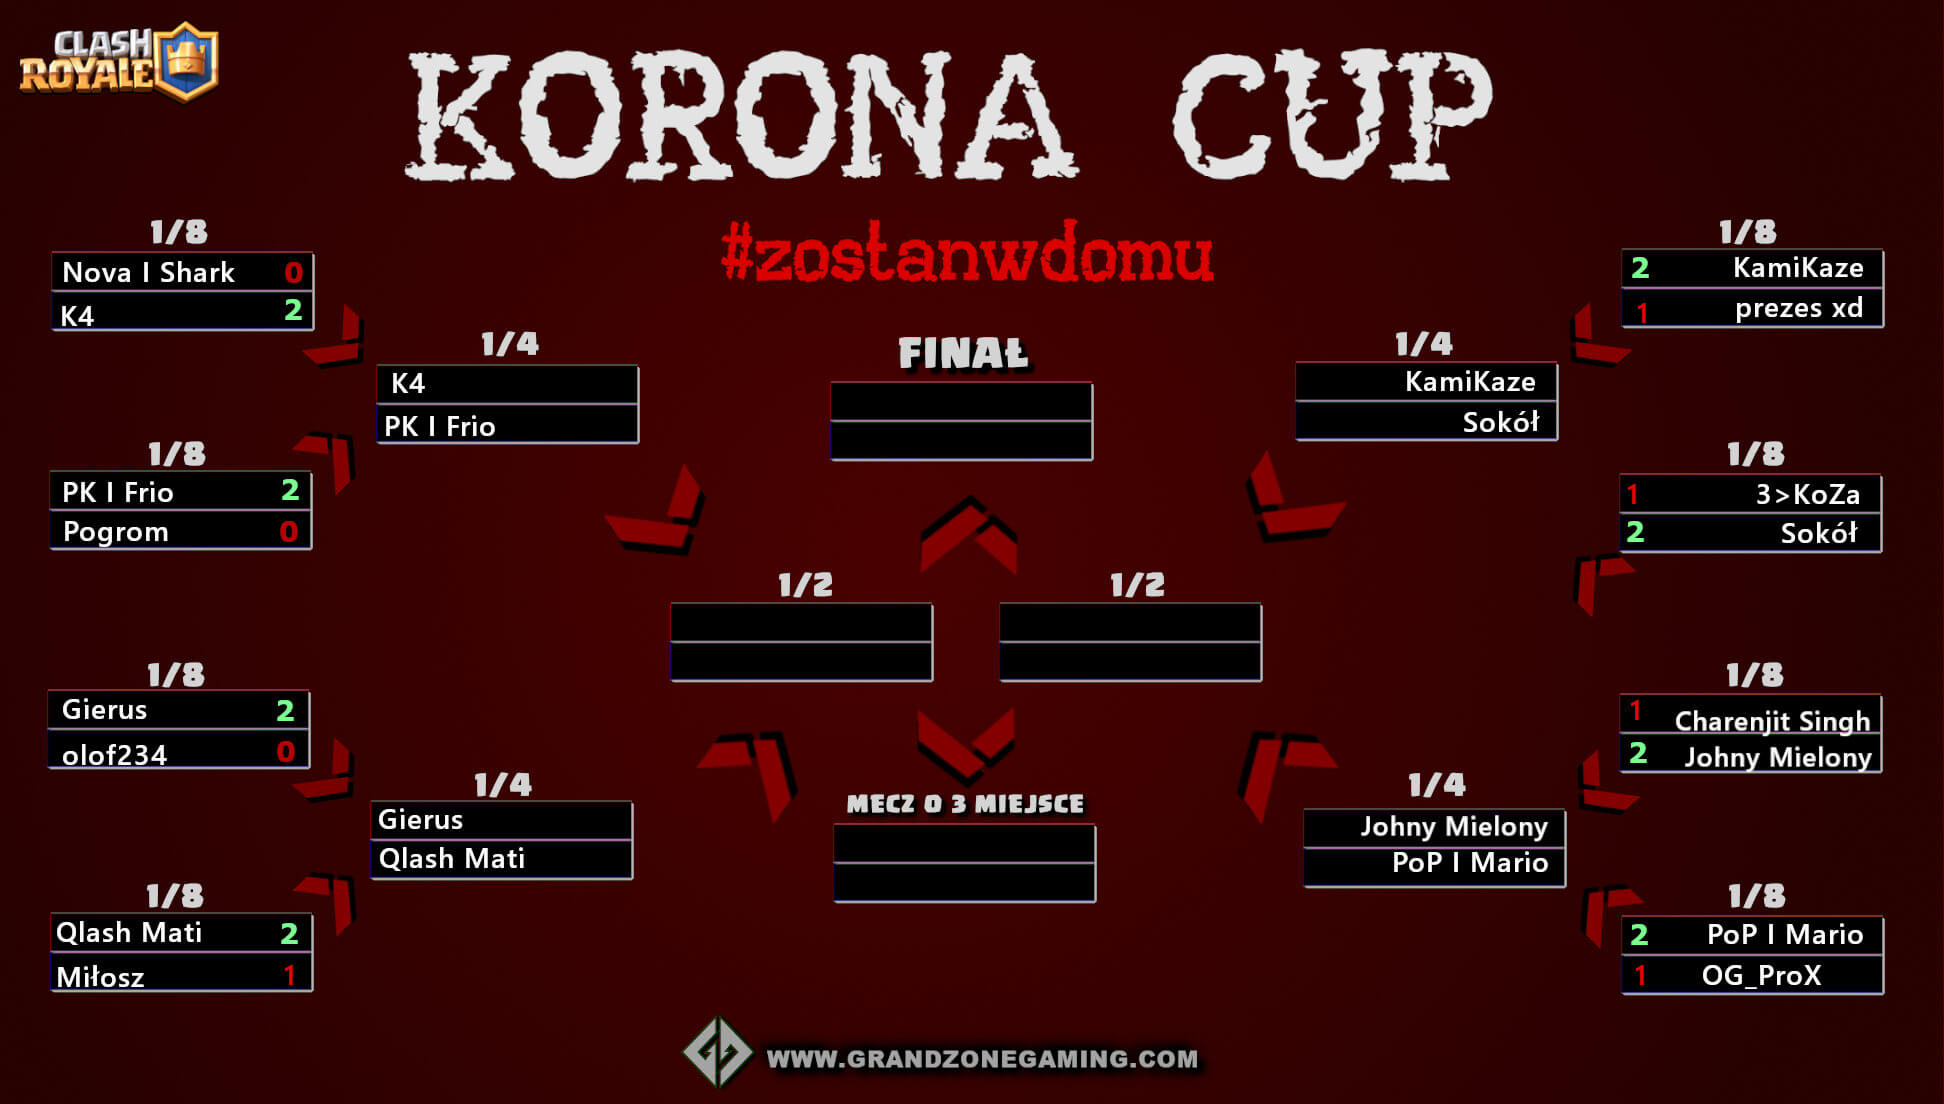 CLASH
ROYALE
KORONA CUP
#zostanwdomu
1/8
Nova I Shark 0
K4 2
1/8
PK I Frio 2
Pogrom 0
1/8
Gierus 2
olof234 0
1/8
Qlash Mati 2
Miłosz 1
1/4
K4
PK I Frio
1/4
Gierus
Qlash Mati
FINAŁ
1/2
1/2
MECZ O 3 MIEJSCE
1/4
KamiKaze
Sokół
1/4
Johny Mielony
PoP I Mario
1/8
2 KamiKaze
1 prezes xd
1/8
1 3>KoZa
2 Sokół
1/8
1 Charenjit Singh
2 Johny Mielony
1/8
2 PoP I Mario
1 OG_ProX
WWW.GRANDZONEGAMING.COM